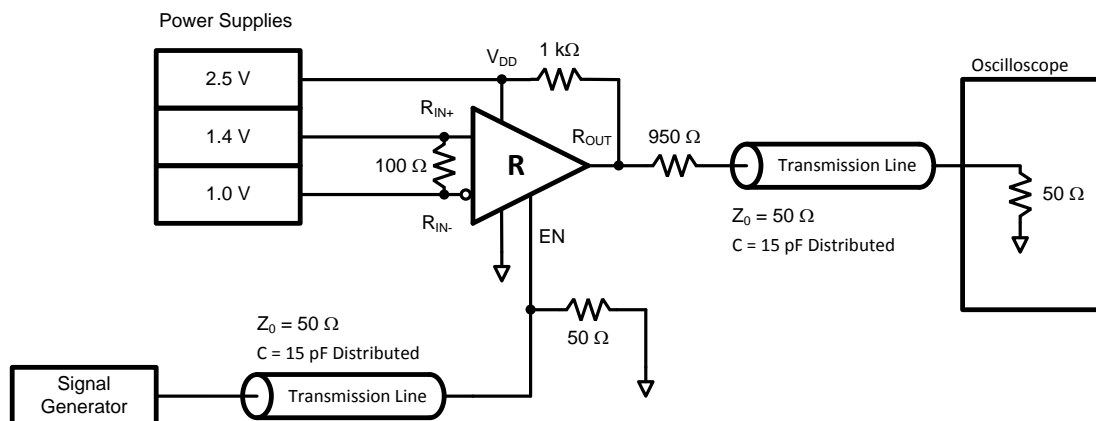 Power Supplies
2.5 V
1.4 V
1.0 V
V_DD
1 kΩ
R_IN+
R_IN-
100 Ω
R
R_OUT
EN
950 Ω
Transmission Line
Z_0 = 50 Ω
C = 15 pF Distributed
Oscilloscope
50 Ω
50 Ω
Z_0 = 50 Ω
C = 15 pF Distributed
Transmission Line
Signal
Generator